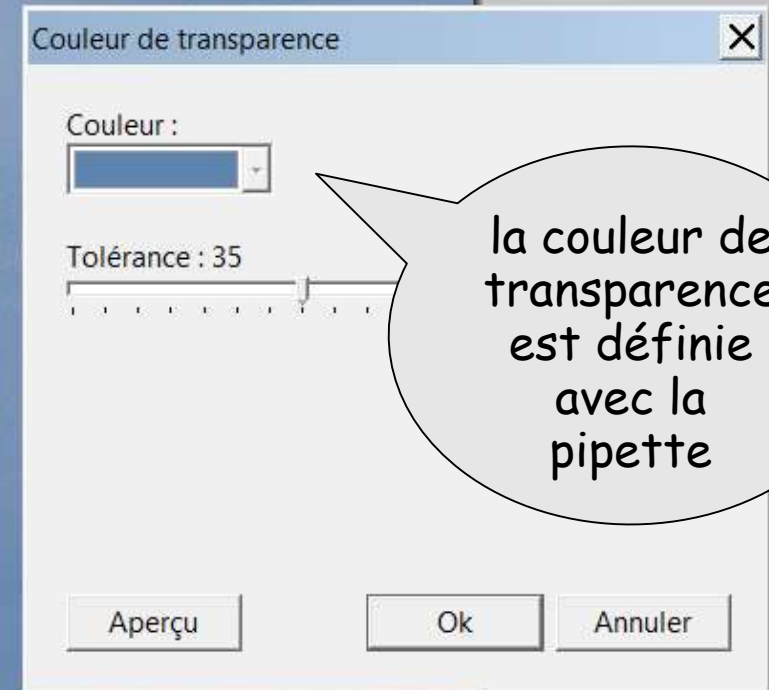 Couleur de transparence
Couleur :
Tolérance : 35
la couleur de
transparence
est définie
avec la
pipette
Aperçu
Ok
Annuler